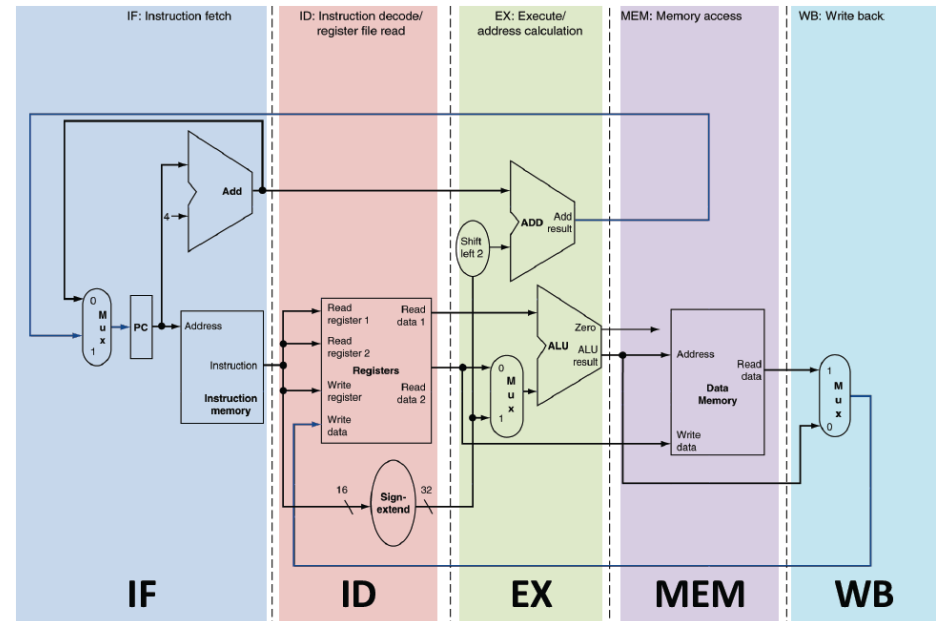 IF: Instruction fetch
ID: Instruction decode/
register file read
EX: Execute/
address calculation
MEM: Memory access
WB: Write back
Add
4
ADD
Add
result
Shift
left 2
0
M
u
x
1
PC
Address
Instruction
Instruction
memory
Read
register 1
Read
register 2
Registers
Write
register
Write
data
Read
data 1
Read
data 2
16
Sign-
extend
32
0
M
u
x
1
Zero
ALU
ALU
result
Address
Read
data
Data
Memory
Write
data
1
M
u
x
0
IF
ID
EX
MEM
WB